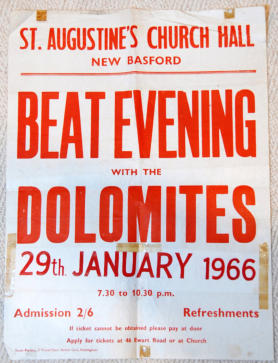 ST. AUGUSTINE'S CHURCH HALL
NEW BASFORD
BEAT EVENING
WITH THE
DOLOMITES
29th. JANUARY 1966
7.30 to 10.30 p.m.
Admission 2/6 Refreshments
If ticket cannot be obtained please pay at door
Apply for tickets at 46 Ewart Road or at Church